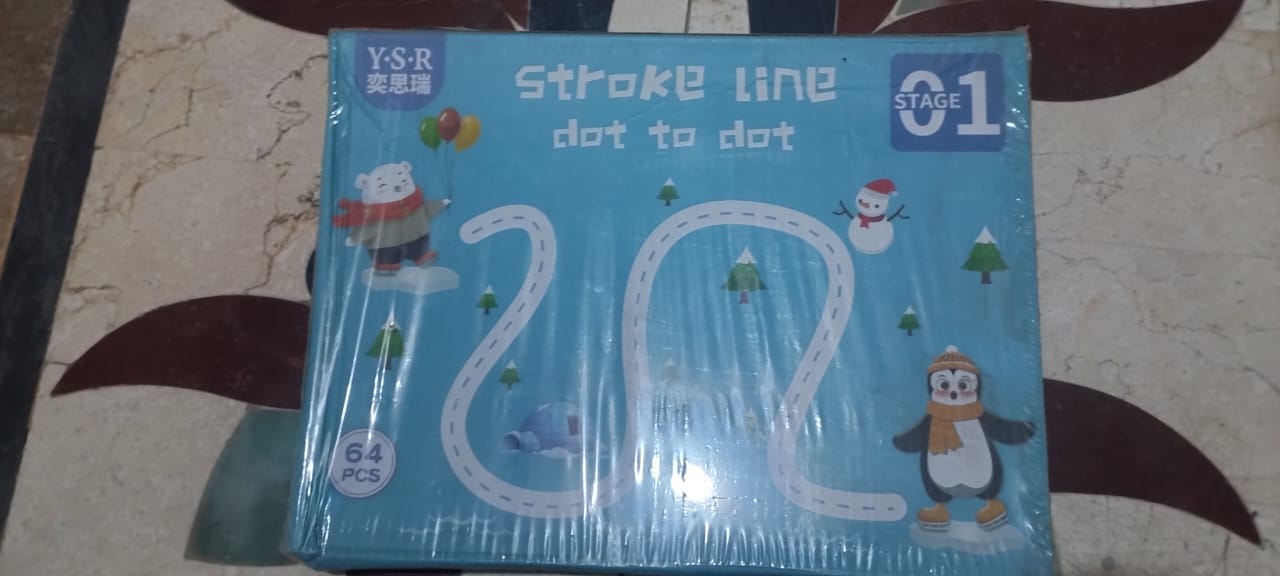 Y·S·R
奕思瑞
stroke line
dot to dot
STAGE 01
64
PCS